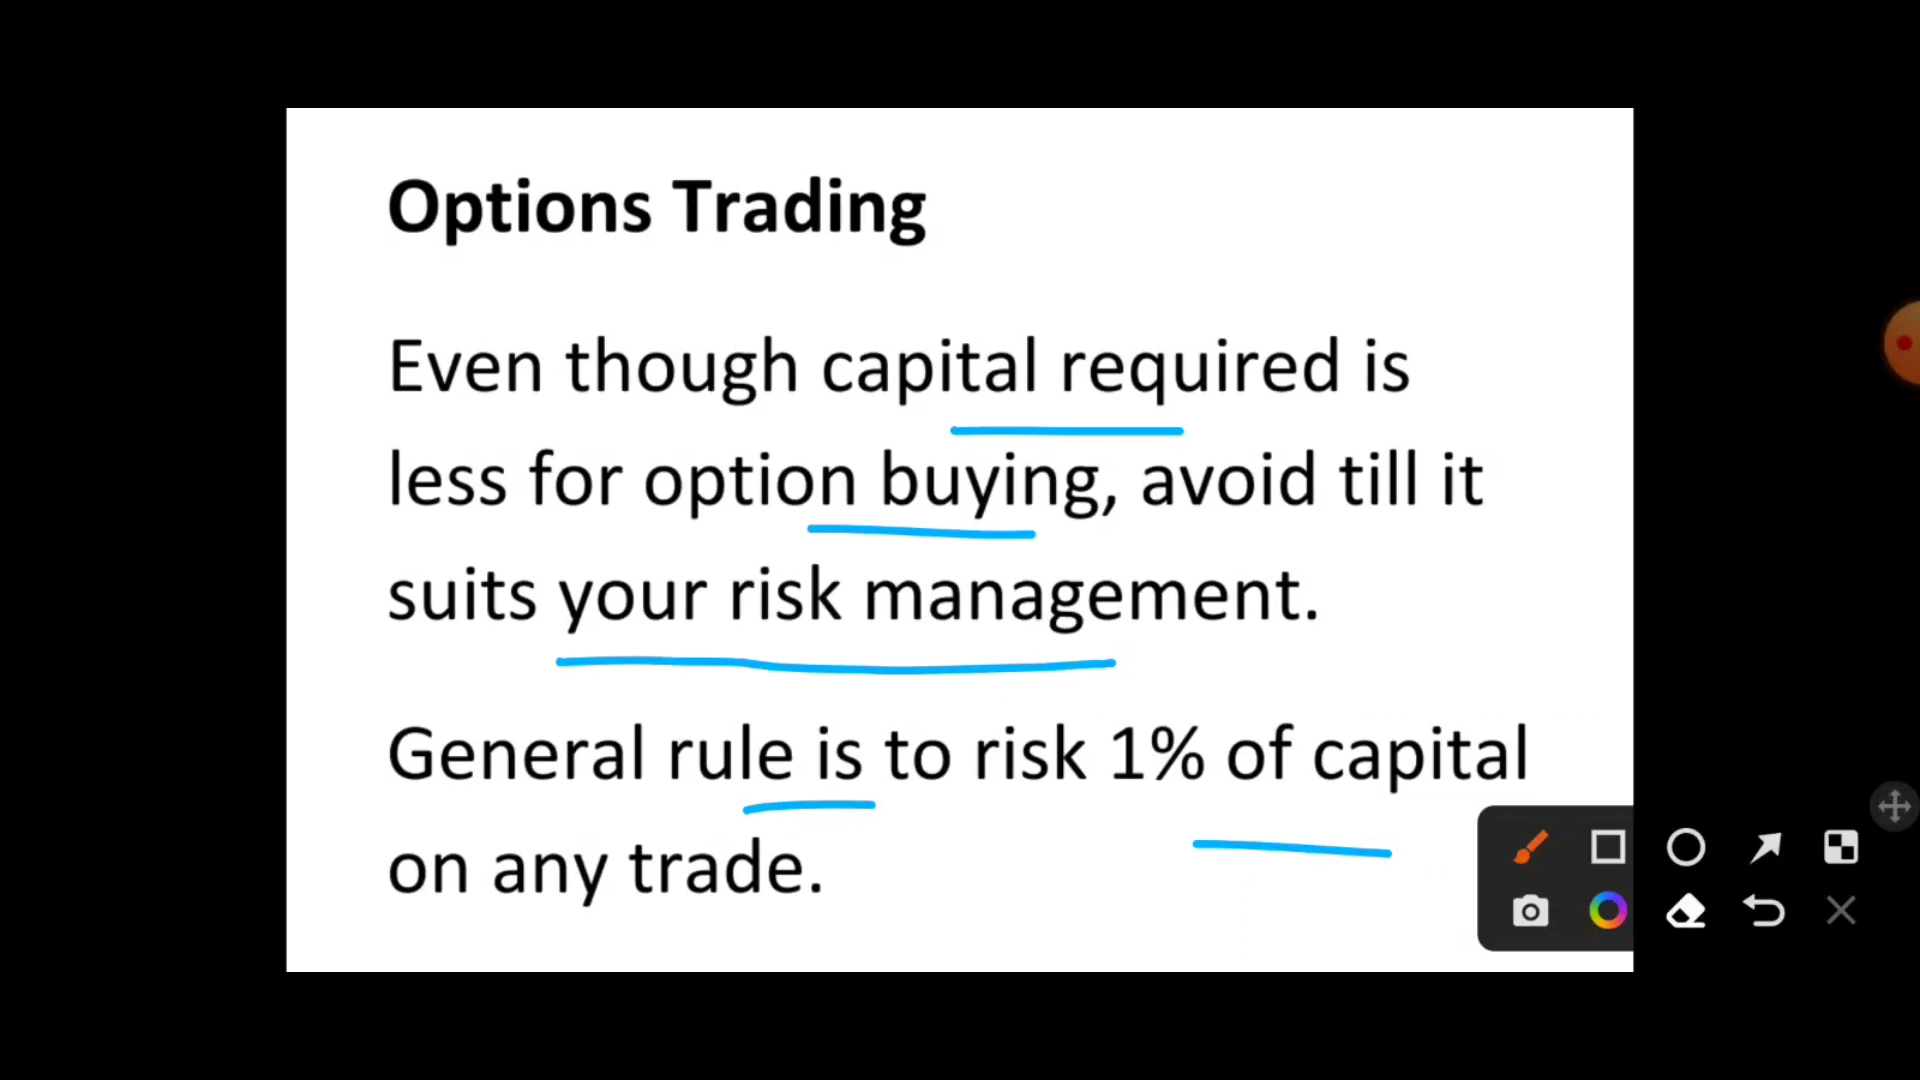 Options Trading
Even though capital required is
less for option buying, avoid till it
suits your risk management.
General rule is to risk 1% of capital
on any trade.